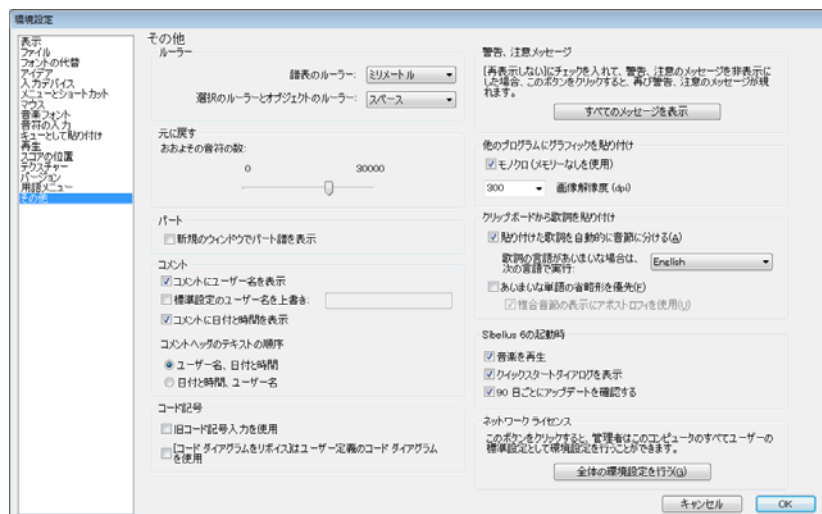 環境設定
表示
ファイル
フォントの代替
アイデア
入力デバイス
メニューとショートカット
マウス
音楽フォント
音符の入力
キューとして貼り付け
再生
スコアの位置
テクスチャー
バージョン
用語メニュー
その他
その他
ルーラー
譜表のルーラー: ミリメートル
選択のルーラーとオブジェクトのルーラー: スペース
元に戻す
おおよその音符の数:
0 30000
パート
新規のウィンドウでパート譜を表示
コメント
コメントにユーザー名を表示
標準設定のユーザー名を上書き:
コメントに日付と時間を表示
コメントヘッダのテキストの順序
ユーザー名、日付と時間
日付と時間、ユーザー名
コード記号
旧コード記号入力を使用
[コード ダイアグラムをリボイス]はユーザー定義のコード ダイアグラム
を使用
警告、注意メッセージ
[再表示しない]にチェックを入れて、警告、注意のメッセージを非表示に
した場合、このボタンをクリックすると、再び警告、注意のメッセージが現
れます。
すべてのメッセージを表示
他のプログラムにグラフィックを貼り付け
モノクロ (メモリーなしを使用)
300 画像解像度 (dpi)
クリップボードから歌詞を貼り付け
貼り付けた歌詞を自動的に音節に分ける(A)
歌詞の言語があいまいな場合は、
次の言語で実行: English
あいまいな単語の省略形を優先(F)
複合音節の表示にアポストロフィを使用(U)
Sibelius 6の起動時
音楽を再生
クイックスタートダイアログを表示
90 日ごとにアップデートを確認する
ネットワーク ライセンス
このボタンをクリックすると、管理者はこのコンピュータのすべてユーザーの
標準設定として環境設定を行うことができます。
全体の環境設定を行う(G)
キャンセル OK